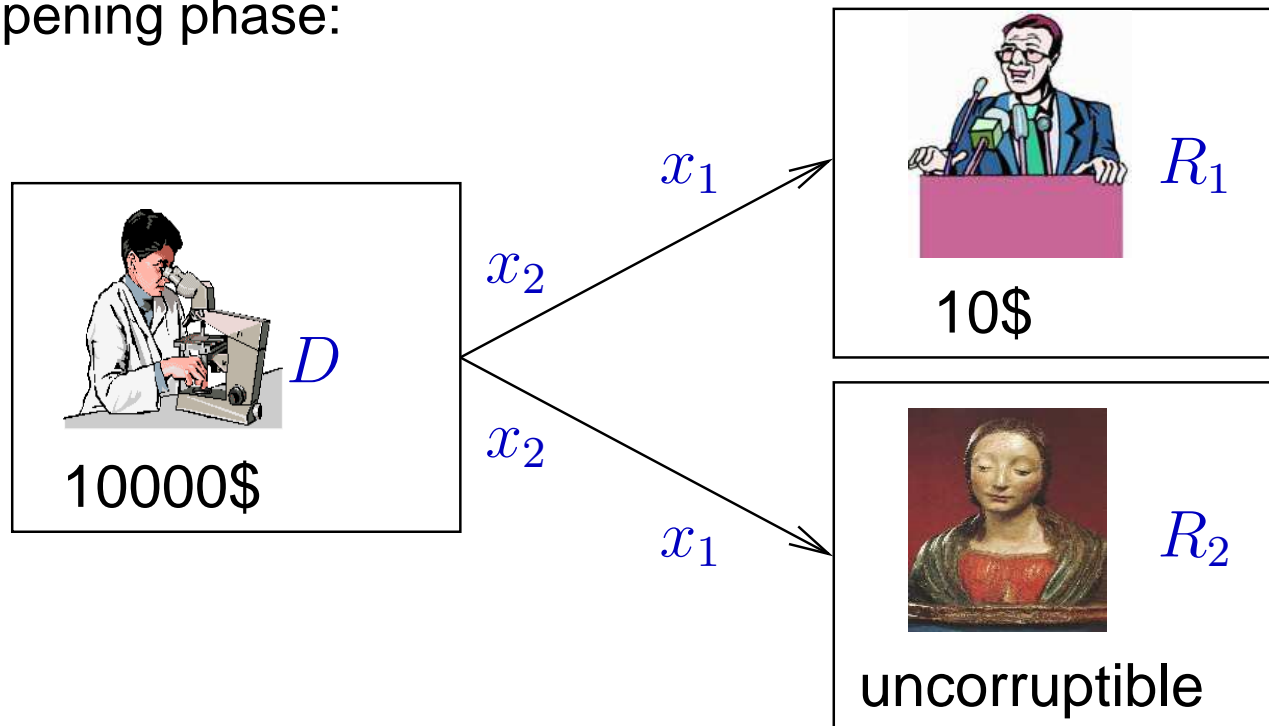 pening phase:
x₁
R₁
x₂
10$
D
x₂
10000$
x₁
R₂
uncorruptible